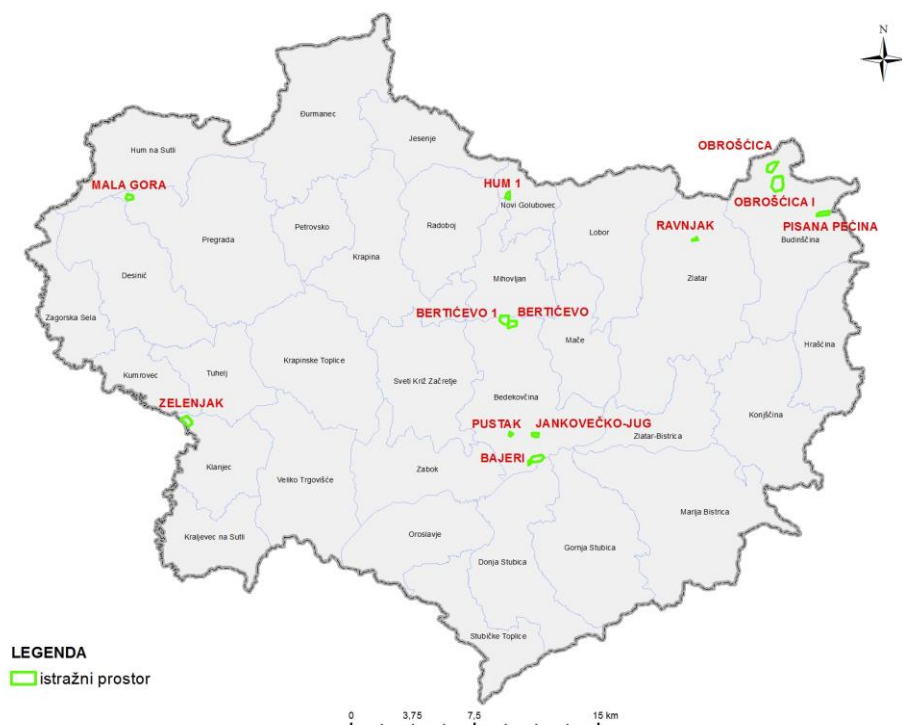 N
Đurmanec
Hum na Sutli
Jesenje
OBROŠĆICA
MALA GORA
HUM 1
OBROŠĆICA I
Novi Golubovec
PISANA PEĆINA
Petrovsko
Radoboj
RAVNJAK
Lobor
Pregrada
Budinščina
Krapina
Desinić
Mihovljan
Zlatar
BERTIĆEVO 1
BERTIĆEVO
Zagorska Sela
Mače
Hrašćina
Krapinske Toplice
Tuhelj
Kumrovec
Sveti Križ Začretje
ZELENJAK
Bedekovčina
Konjščina
PUSTAK
JANKOVEČKO-JUG
Zlatar-Bistrica
BAJERI
Klanjec
Zabok
Veliko Trgovišće
Marija Bistrica
Kraljevec na Sutli
Oroslavje
Gornja Stubica
Donja Stubica
Stubičke Toplice
LEGENDA
istražni prostor
0 3,75 7,5 15 km